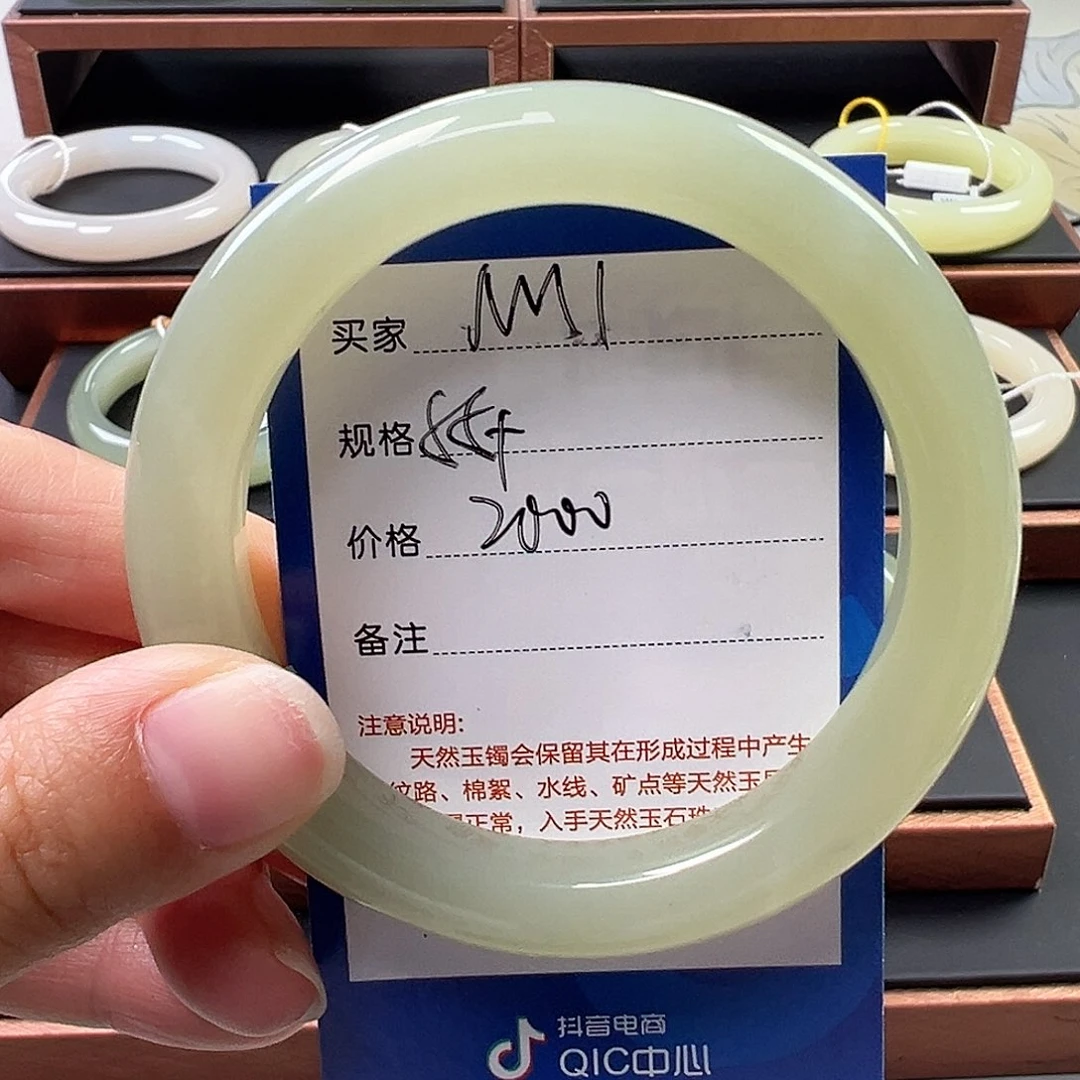 买家
规格
价格 2000
备注
注意说明:
天然玉镯会保留其在形成过程中产生
纹路、棉絮、水线、矿点等天然玉
正常，入手天然玉石
抖音电商
QIC中心